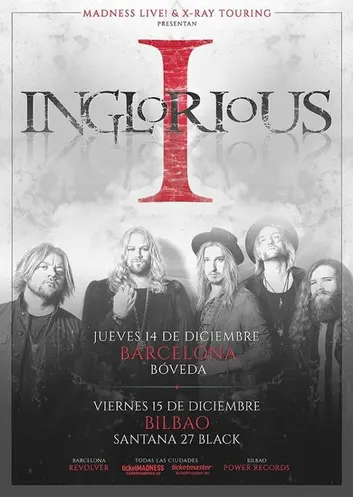 MADNESS LIVE! & X-RAY TOURING
PRESENTAN
I
INGLORIOUS
JUEVES 14 DE DICIEMBRE
BARCELONA
BÓVEDA
VIERNES 15 DE DICIEMBRE
BILBAO
SANTANA 27 BLACK
BARCELONA
REVOLVER
TODAS LAS CIUDADES
ticketMADNESS
ticketmaster
BILBAO
POWER RECORDS